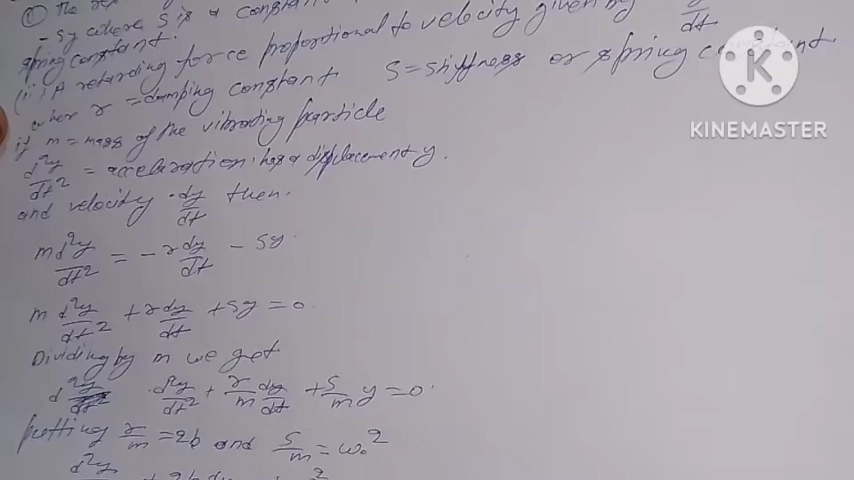 ① The
- sy where S is a constant
spring constant.
(ii) A retarding force proportional to velocity given by dy/dt
where r = damping constant S = stiffness or spring constant
if m = mass of the vibrating particle
d²y/dt² = acceleration has a displacement y.
and velocity dy/dt then.
m d²y/dt² = - r dy/dt - sy.
m d²y/dt² + r dy/dt + sy = 0.
Dividing by m we get
d²y/dt² + r/m dy/dt + s/m y = 0.
putting r/m = 2b and s/m = ω₀²
d²y
K
KINEMASTER